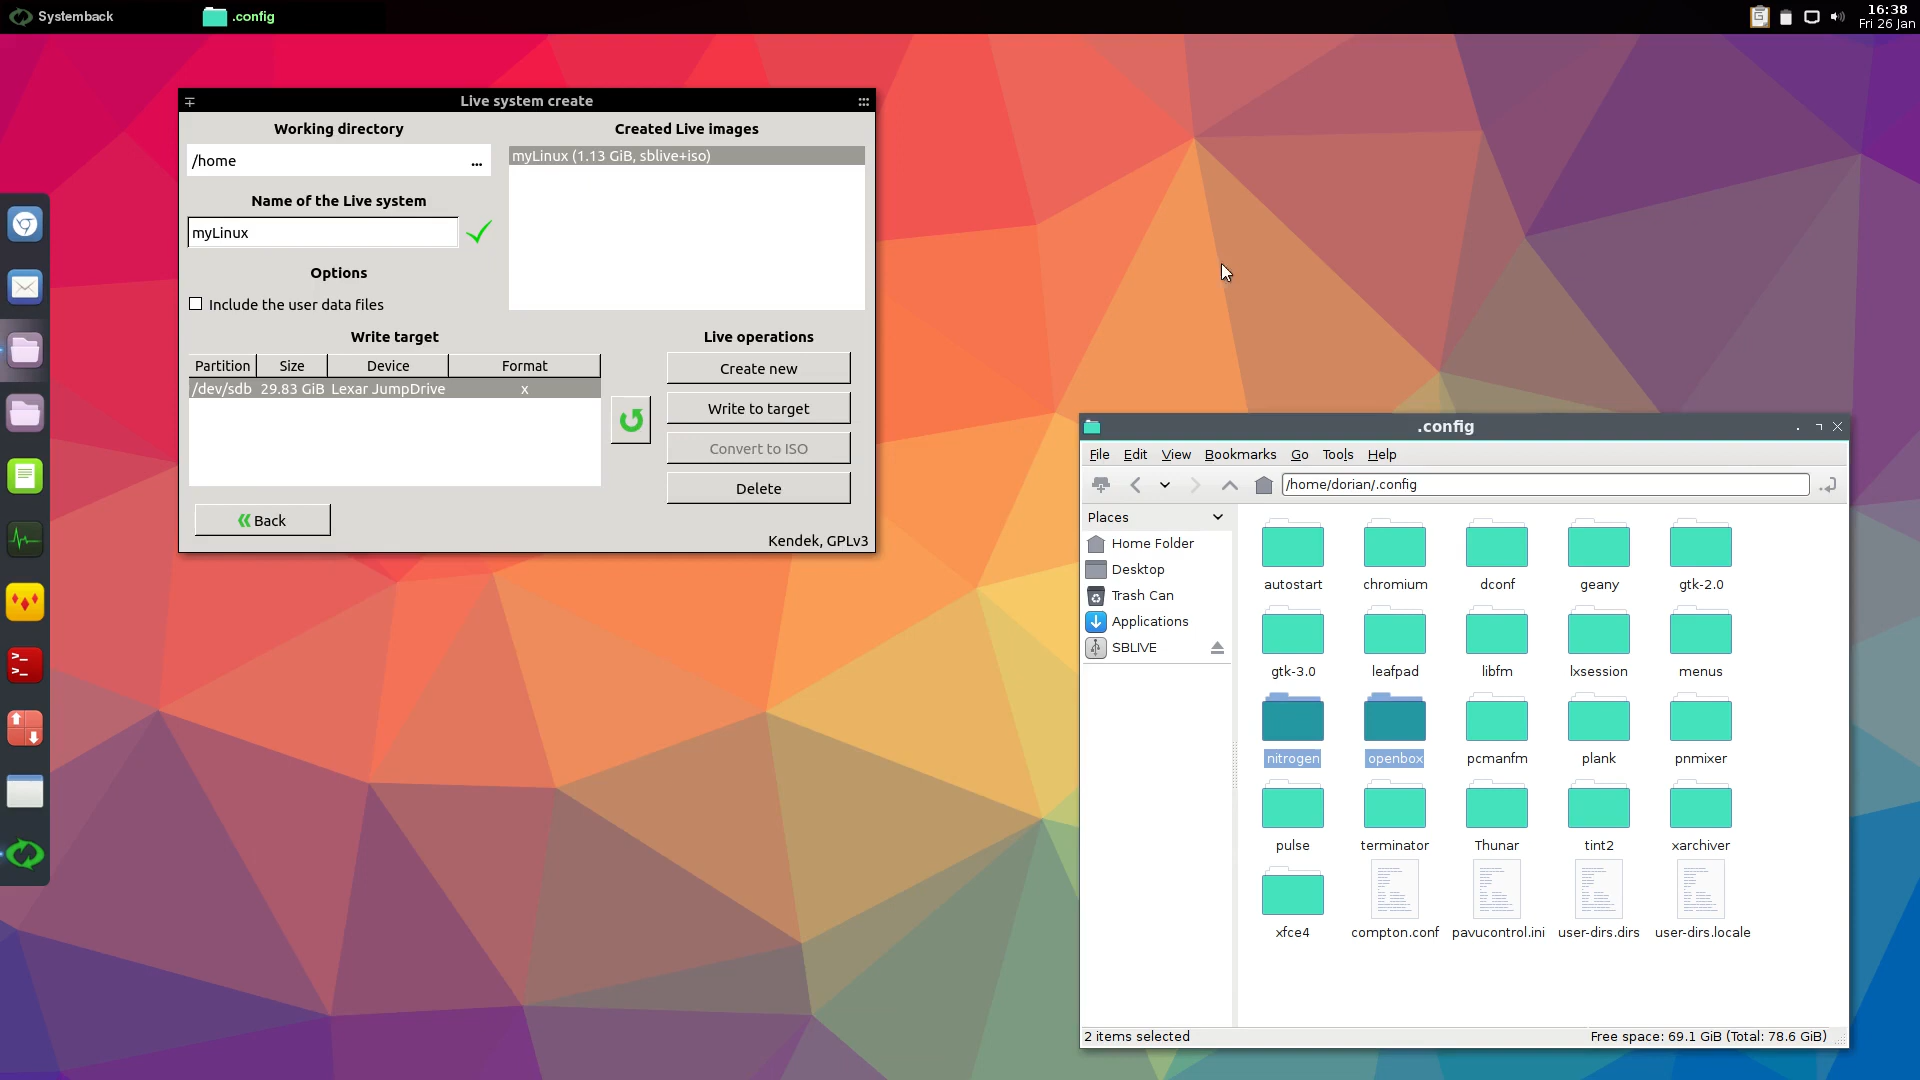 Systemback
.config
16:38
Fri 26 Jan
Live system create
Working directory
/home
...
Name of the Live system
myLinux
Options
Include the user data files
Created Live images
myLinux (1.13 GiB, sblive+iso)
Write target
Partition Size Device Format
/dev/sdb 29.83 GiB Lexar JumpDrive x
Live operations
Create new
Write to target
Convert to ISO
Delete
Back
Kendek, GPLv3
.config
File Edit View Bookmarks Go Tools Help
/home/dorian/.config
Places
Home Folder
Desktop
Trash Can
Applications
SBLIVE
autostart chromium dconf geany gtk-2.0
gtk-3.0 leafpad libfm lxsession menus
nitrogen openbox pcmanfm plank pnmixer
pulse terminator Thunar tint2 xarchiver
xfce4 compton.conf pavucontrol.ini user-dirs.dirs user-dirs.locale
2 items selected
Free space: 69.1 GiB (Total: 78.6 GiB)